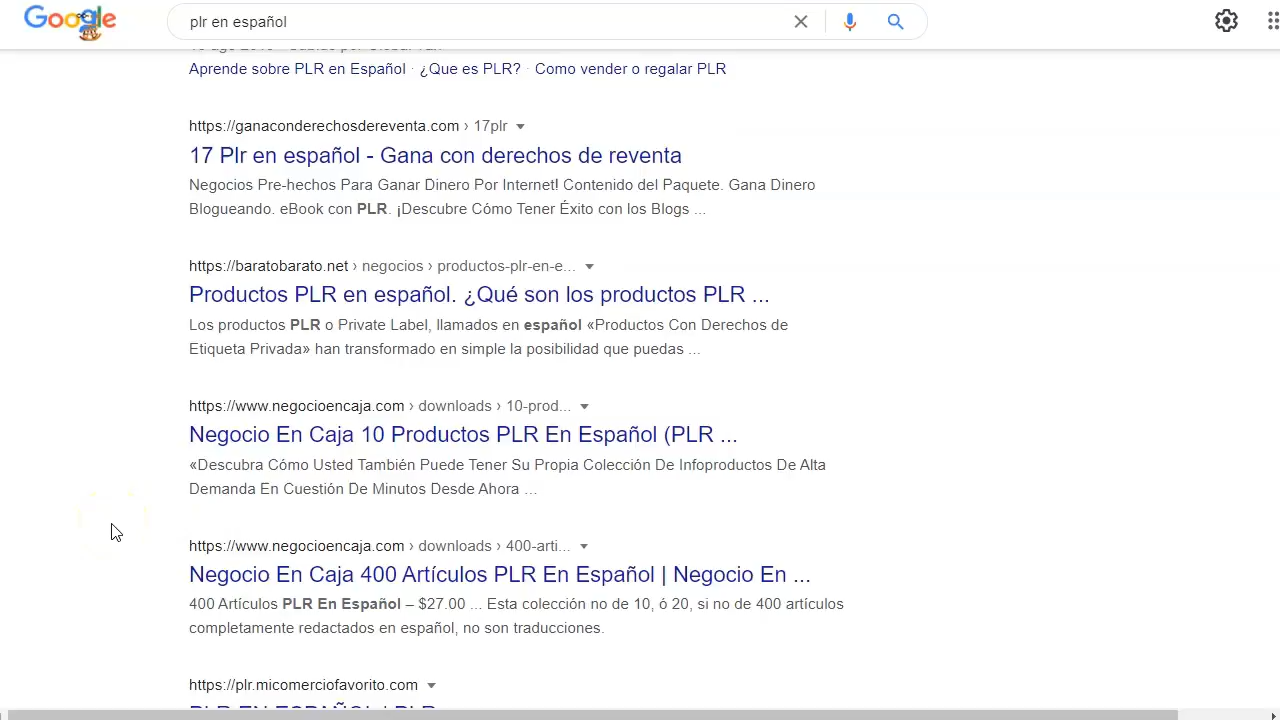 Google
plr en español
Aprende sobre PLR en Español · ¿Que es PLR? · Como vender o regalar PLR
https://ganaconderechosdereventa.com › 17plr
17 Plr en español - Gana con derechos de reventa
Negocios Pre-hechos Para Ganar Dinero Por Internet! Contenido del Paquete. Gana Dinero
Blogueando. eBook con PLR. ¡Descubre Cómo Tener Éxito con los Blogs ...
https://baratobarato.net › negocios › productos-plr-en-e...
Productos PLR en español. ¿Qué son los productos PLR ...
Los productos PLR o Private Label, llamados en español «Productos Con Derechos de
Etiqueta Privada» han transformado en simple la posibilidad que puedas ...
https://www.negocioencaja.com › downloads › 10-prod...
Negocio En Caja 10 Productos PLR En Español (PLR ...
«Descubra Cómo Usted También Puede Tener Su Propia Colección De Infoproductos De Alta
Demanda En Cuestión De Minutos Desde Ahora ...
https://www.negocioencaja.com › downloads › 400-arti...
Negocio En Caja 400 Artículos PLR En Español | Negocio En ...
400 Artículos PLR En Español – $27.00 ... Esta colección no de 10, ó 20, si no de 400 artículos
completamente redactados en español, no son traducciones.
https://plr.micomerciofavorito.com
PLR EN ESPAÑOL | PLR